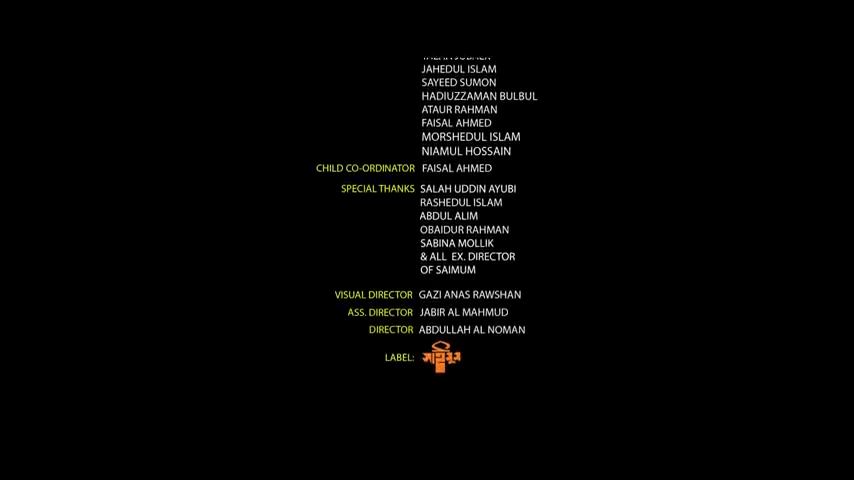 JAHEDUL ISLAM
SAYEED SUMON
HADIUZZAMAN BULBUL
ATAUR RAHMAN
FAISAL AHMED
MORSHEDUL ISLAM
NIAMUL HOSSAIN
CHILD CO-ORDINATOR FAISAL AHMED
SPECIAL THANKS SALAH UDDIN AYUBI
RASHEDUL ISLAM
ABDUL ALIM
OBAIDUR RAHMAN
SABINA MOLLIK
& ALL EX. DIRECTOR
OF SAIMUM
VISUAL DIRECTOR GAZI ANAS RAWSHAN
ASS. DIRECTOR JABIR AL MAHMUD
DIRECTOR ABDULLAH AL NOMAN
LABEL: সাইমুম